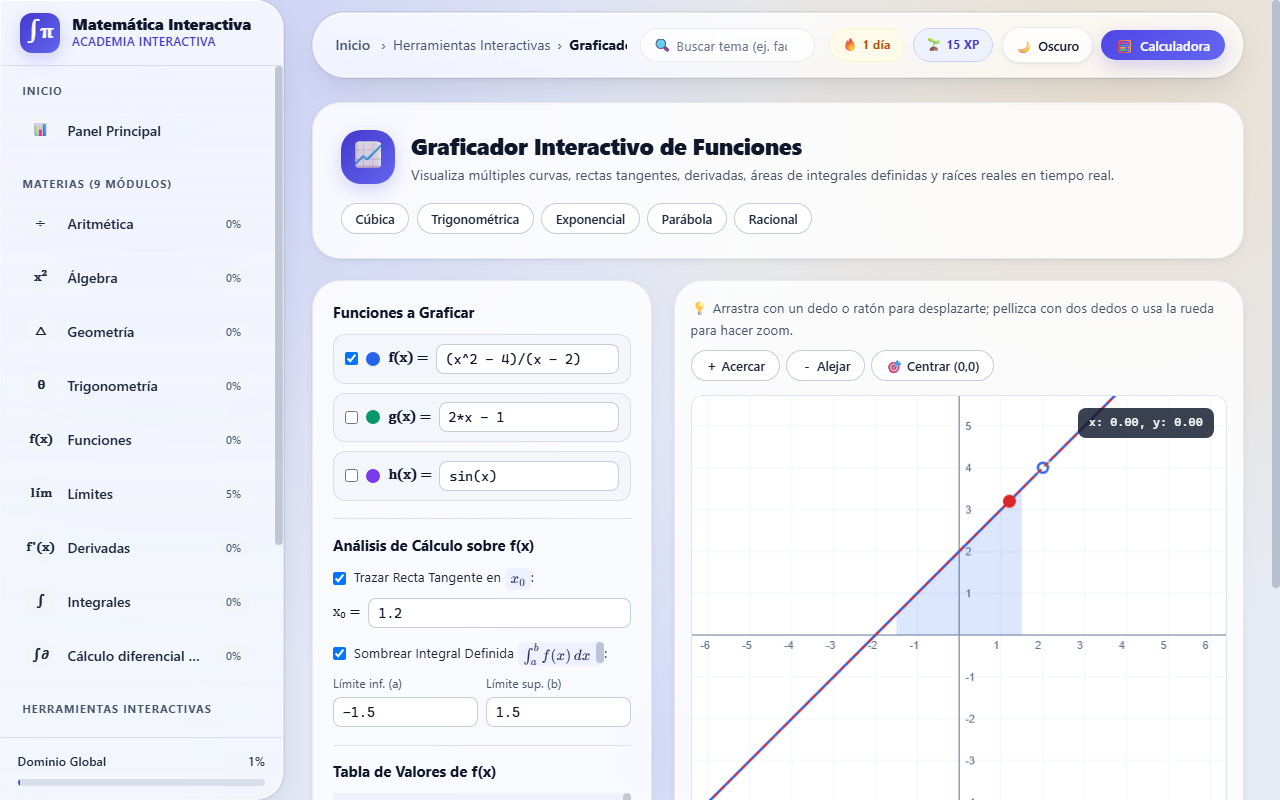 ∫π
Matemática Interactiva
ACADEMIA INTERACTIVA
INICIO
Panel Principal
MATERIAS (9 MÓDULOS)
÷ Aritmética 0%
x² Álgebra 0%
△ Geometría 0%
θ Trigonometría 0%
f(x) Funciones 0%
lím Límites 5%
f'(x) Derivadas 0%
∫ Integrales 0%
∫∂ Cálculo diferencial ... 0%
HERRAMIENTAS INTERACTIVAS
Dominio Global 1%
Inicio › Herramientas Interactivas › Graficad
Buscar tema (ej. fac
1 día
15 XP
Oscuro
Calculadora
Graficador Interactivo de Funciones
Visualiza múltiples curvas, rectas tangentes, derivadas, áreas de integrales definidas y raíces reales en tiempo real.
Cúbica
Trigonométrica
Exponencial
Parábola
Racional
Funciones a Graficar
f(x) = (x^2 − 4)/(x − 2)
g(x) = 2*x − 1
h(x) = sin(x)
Análisis de Cálculo sobre f(x)
Trazar Recta Tangente en x₀ :
x₀ = 1.2
Sombrear Integral Definida ∫ₐᵇ f(x) dx :
Límite inf. (a) Límite sup. (b)
−1.5 1.5
Tabla de Valores de f(x)
Arrastra con un dedo o ratón para desplazarte; pellizca con dos dedos o usa la rueda
para hacer zoom.
+ Acercar
- Alejar
Centrar (0,0)
x: 0.00, y: 0.00
5
4
3
2
1
-6 -5 -4 -3 -2 -1 1 2 3 4 5 6
-1
-2
-3